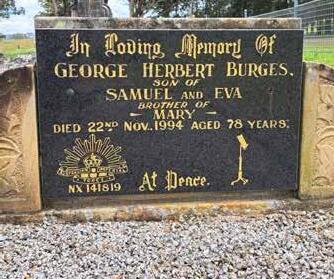 In Loving Memory Of
GEORGE HERBERT BURGES.
SON OF
SAMUEL AND EVA
BROTHER OF
MARY
DIED 22ND NOV. 1994 AGED 78 YEARS.
NX 141819
At Peace.